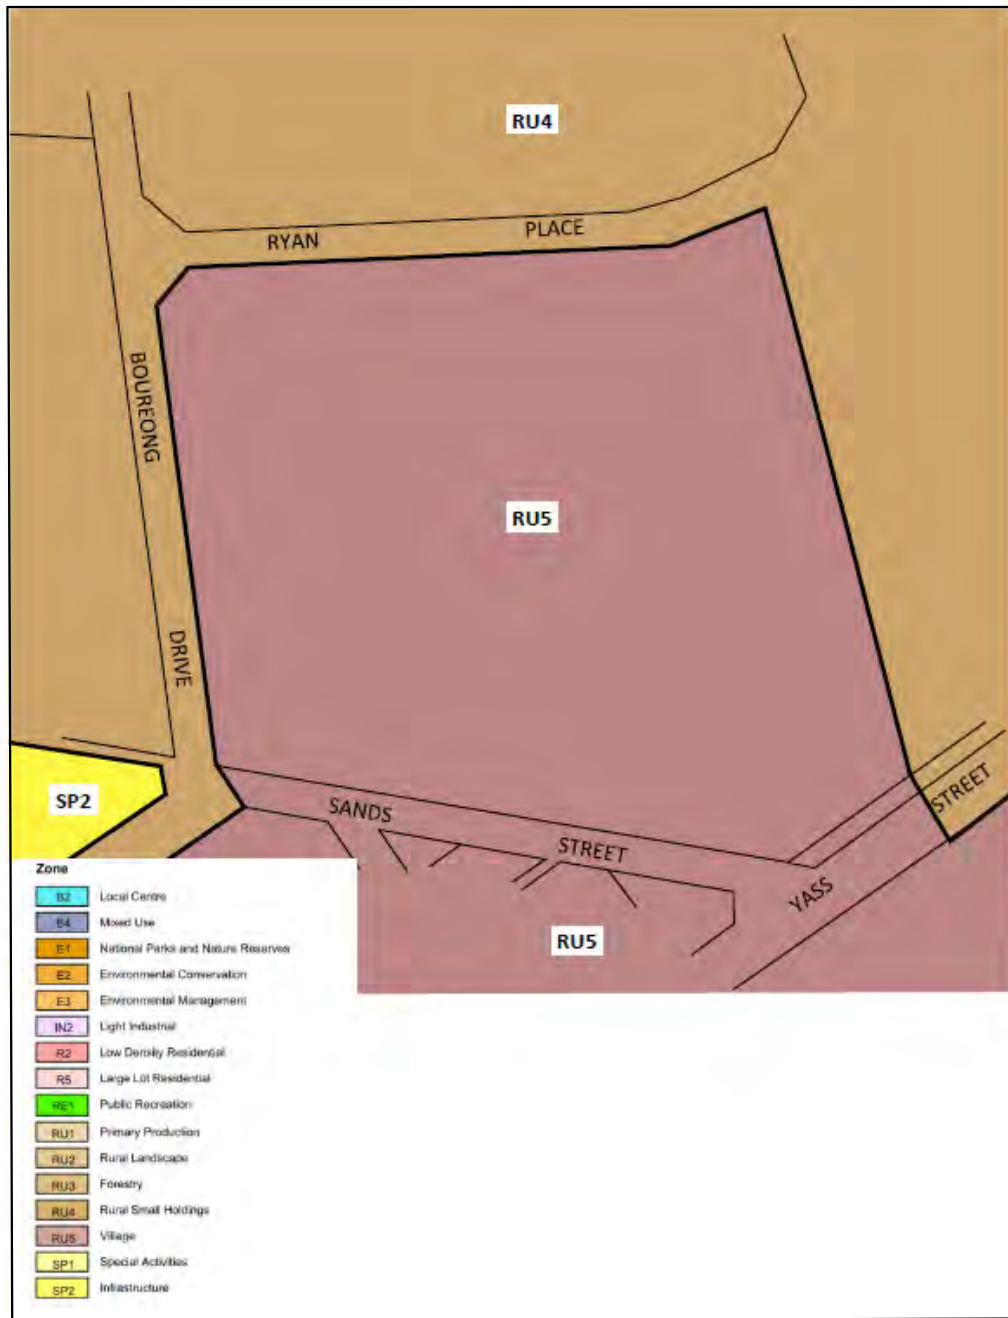 RU4
RYAN PLACE
BOUREONG
DRIVE
RU5
SP2
SANDS
STREET
STREET
YASS
RU5
Zone
B2 Local Centre
B4 Mixed Use
E1 National Parks and Nature Reserves
E2 Environmental Conservation
E3 Environmental Management
IN2 Light Industrial
R2 Low Density Residential
R5 Large Lot Residential
RE1 Public Recreation
RU1 Primary Production
RU2 Rural Landscape
RU3 Forestry
RU4 Rural Small Holdings
RU5 Village
SP1 Special Activities
SP2 Infrastructure